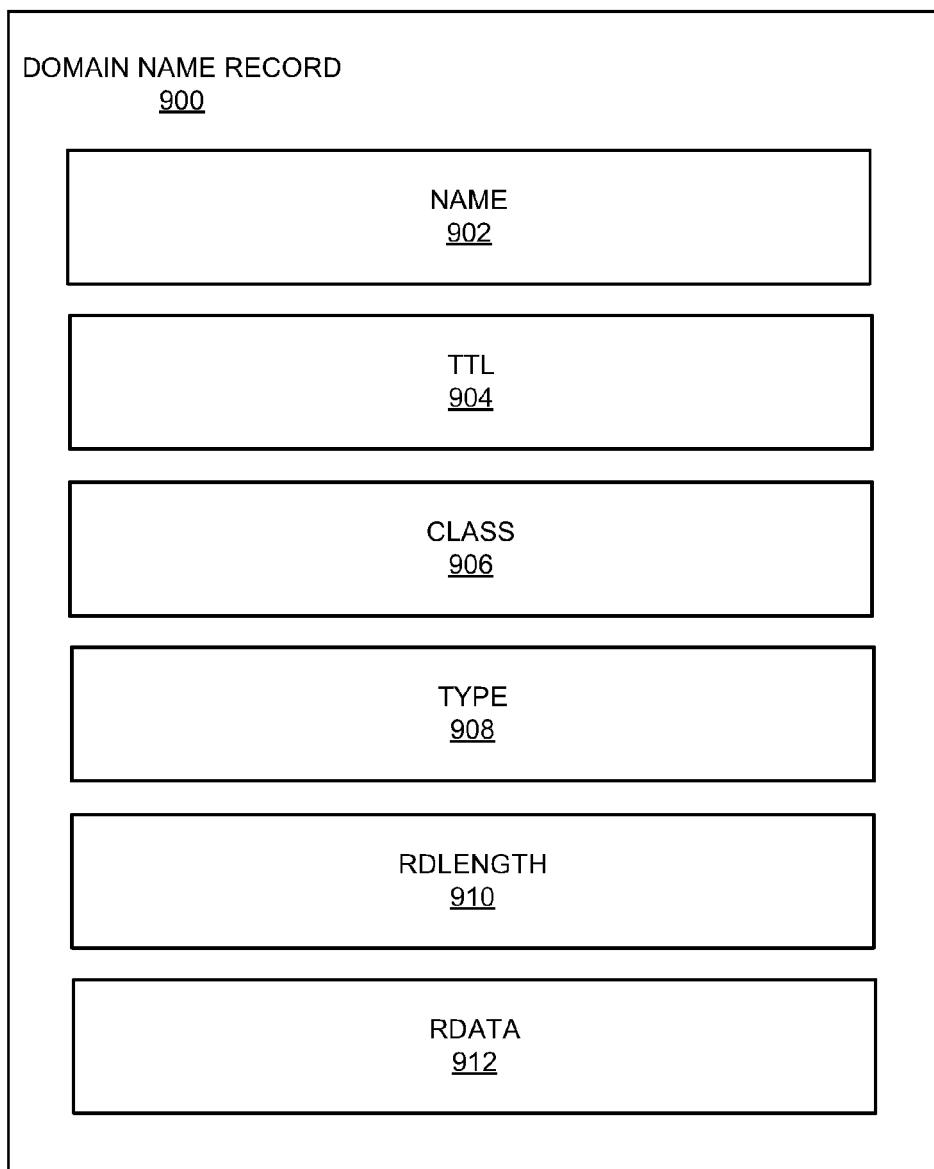 DOMAIN NAME RECORD
900
NAME
902
TTL
904
CLASS
906
TYPE
908
RDLENGTH
910
RDATA
912